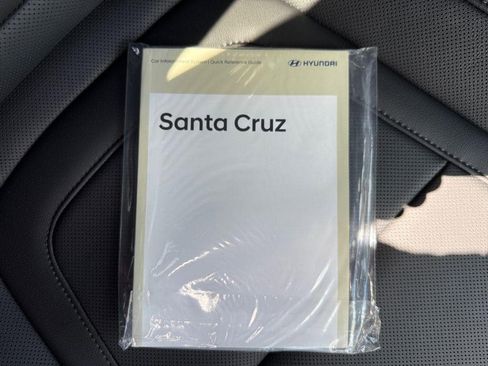 Car Infotainment System | Quick Reference Guide
HYUNDAI
Santa Cruz